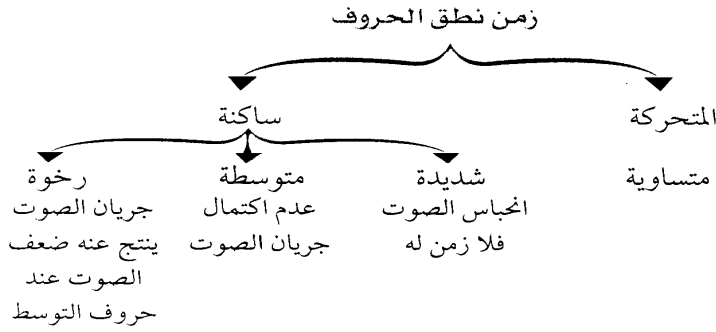 زمن نطق الحروف
المتحركة
ساكنة
متساوية
شديدة
انحباس الصوت
فلا زمن له
متوسطة
عدم اكتمال
جريان الصوت
رخوة
جريان الصوت
ينتج عنه ضعف
الصوت عند
حروف التوسط